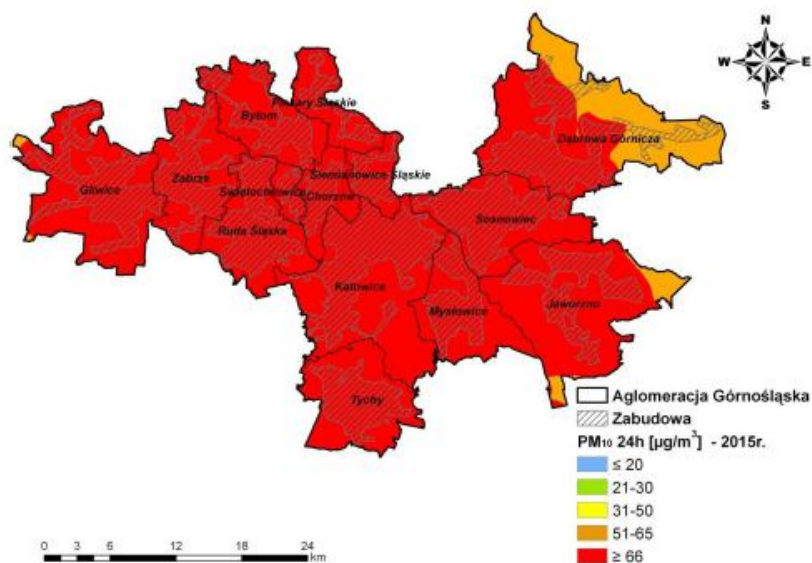 N
W E
S
Piekary Śląskie
Bytom
Dąbrowa Górnicza
Siemianowice Śląskie
Gliwice
Zabrze
Świętochłowice
Chorzów
Sosnowiec
Ruda Śląska
Katowice
Mysłowice
Jaworzno
Tychy
Aglomeracja Górnośląska
Zabudowa
PM10 24h [µg/m³] - 2015r.
≤ 20
21-30
31-50
51-65
≥ 66
0 3 6 12 18 24
km